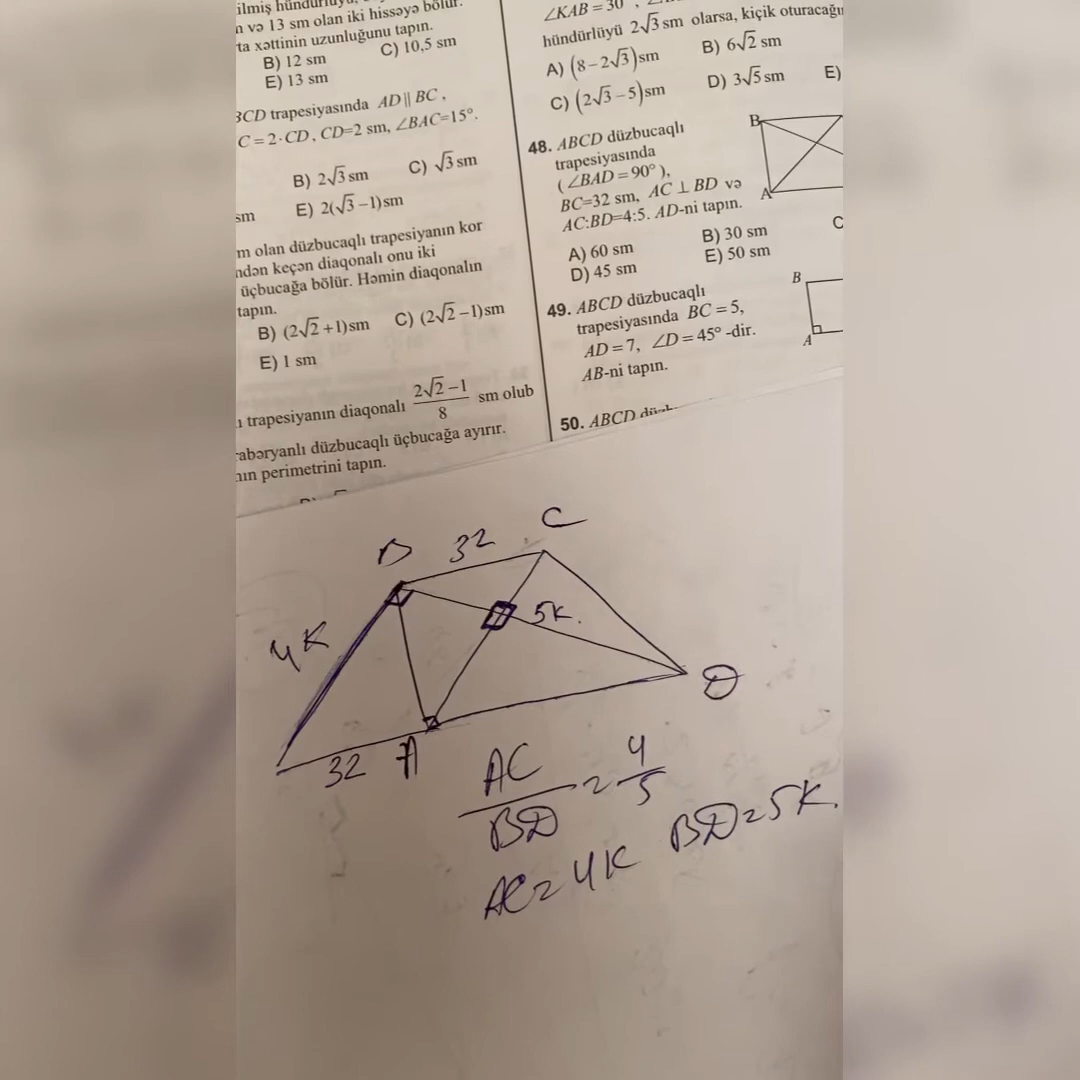 ilmiş hündürlüyü,
n və 13 sm olan iki hissəyə bölür.
ta xəttinin uzunluğunu tapın.
B) 12 sm C) 10,5 sm
E) 13 sm
BCD trapesiyasında AD || BC ,
C = 2·CD , CD=2 sm, ∠BAC=15°.
B) 2√3 sm C) √3 sm
sm E) 2(√3 −1)sm
m olan düzbucaqlı trapesiyanın kor
ndən keçən diaqonalı onu iki
üçbucağa bölür. Həmin diaqonalın
tapın.
B) (2√2 +1)sm C) (2√2 −1)sm
E) 1 sm
ı trapesiyanın diaqonalı (2√2 −1)/8 sm olub
abəryanlı düzbucaqlı üçbucağa ayırır.
nın perimetrini tapın.
∠KAB = 30°,
hündürlüyü 2√3 sm olarsa, kiçik oturacağı
A) (8−2√3)sm B) 6√2 sm
C) (2√3 −5)sm D) 3√5 sm E)
48. ABCD düzbucaqlı
trapesiyasında
(∠BAD = 90°),
BC=32 sm, AC ⊥ BD və
AC:BD=4:5. AD-ni tapın.
A) 60 sm B) 30 sm C
D) 45 sm E) 50 sm
B
A
49. ABCD düzbucaqlı
trapesiyasında BC = 5,
AD = 7, ∠D = 45° -dir.
AB-ni tapın.
B
A
50. ABCD
B 32 C
4K 5K.
D
32 A
AC/BD = 4/5
AC = 4K BD = 5K.